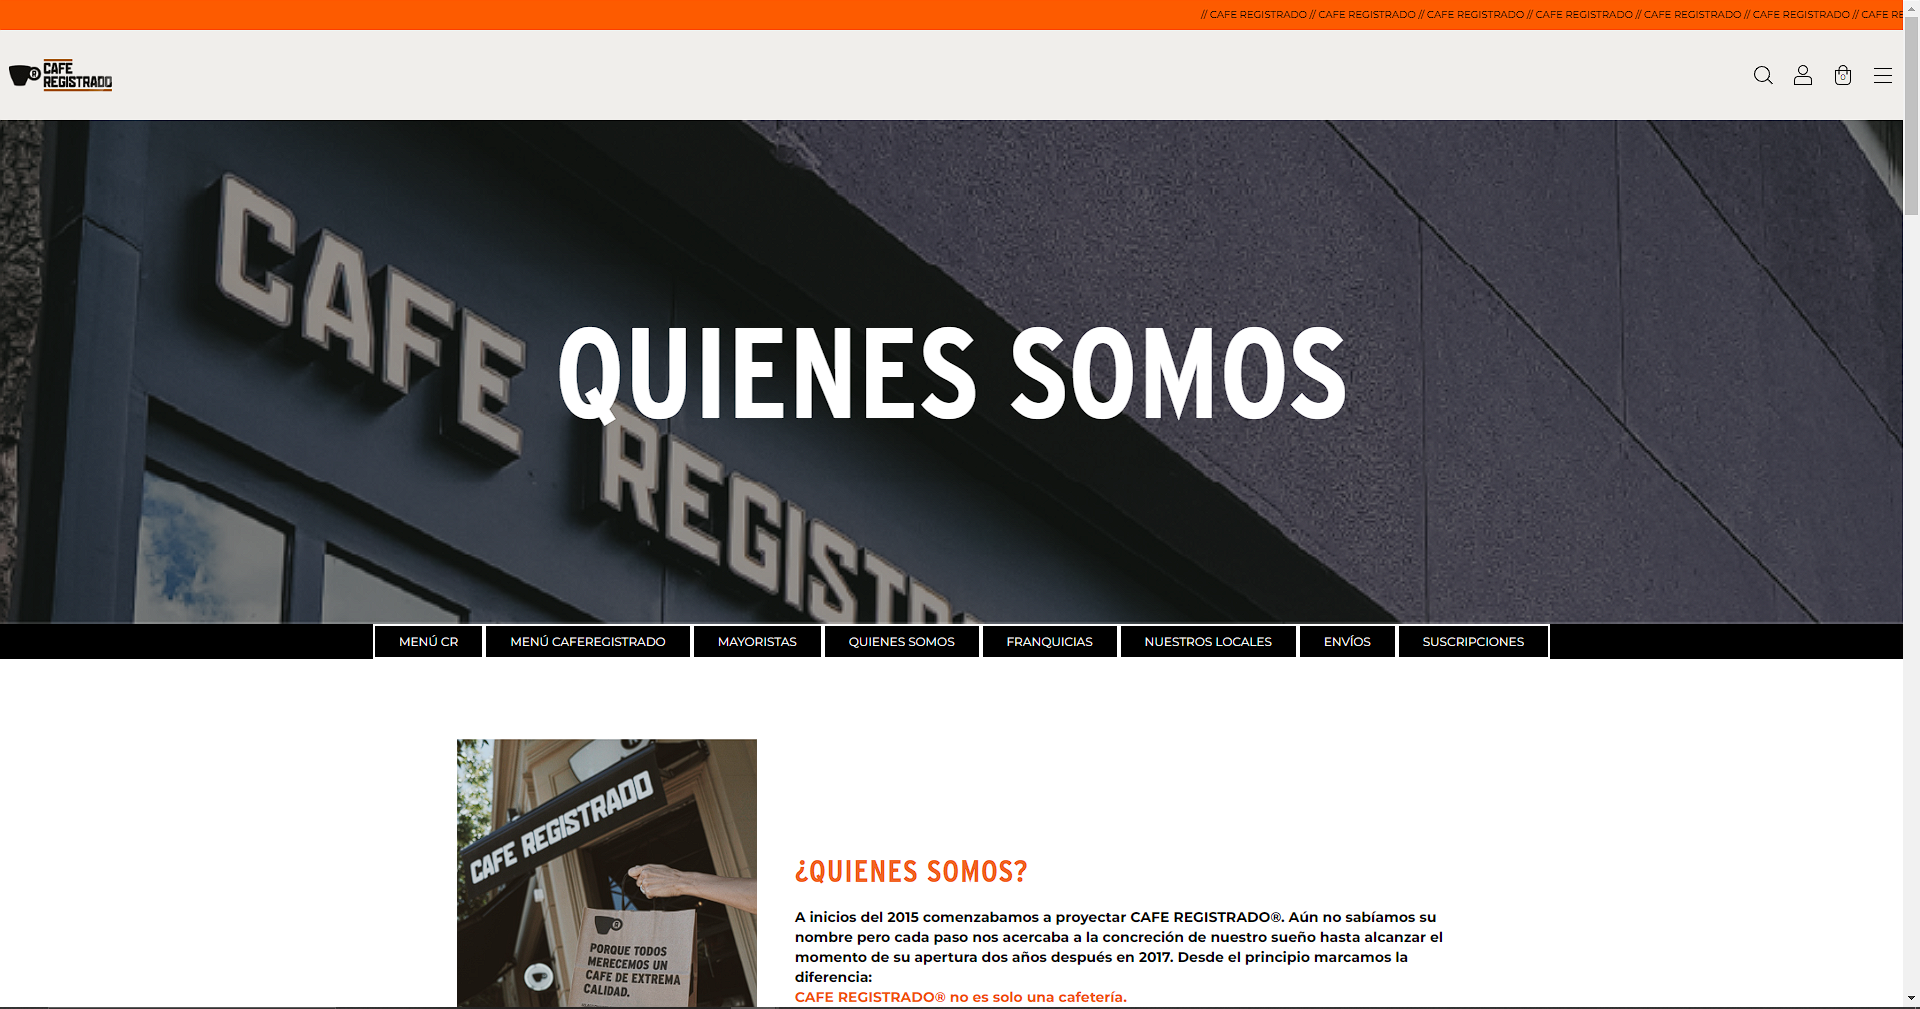 // CAFE REGISTRADO // CAFE REGISTRADO // CAFE REGISTRADO // CAFE REGISTRADO // CAFE REGISTRADO // CAFE REGISTRADO // CAFE RE
CAFE
REGISTRADO
0
CAFE REGISTR
QUIENES SOMOS
MENÚ CR
MENÚ CAFEREGISTRADO
MAYORISTAS
QUIENES SOMOS
FRANQUICIAS
NUESTROS LOCALES
ENVÍOS
SUSCRIPCIONES
CAFE REGISTRADO
PORQUE TODOS
MERECEMOS UN
CAFE DE EXTREMA
CALIDAD.
¿QUIENES SOMOS?
A inicios del 2015 comenzabamos a proyectar CAFE REGISTRADO®. Aún no sabíamos su
nombre pero cada paso nos acercaba a la concreción de nuestro sueño hasta alcanzar el
momento de su apertura dos años después en 2017. Desde el principio marcamos la
diferencia:
CAFE REGISTRADO® no es solo una cafetería.